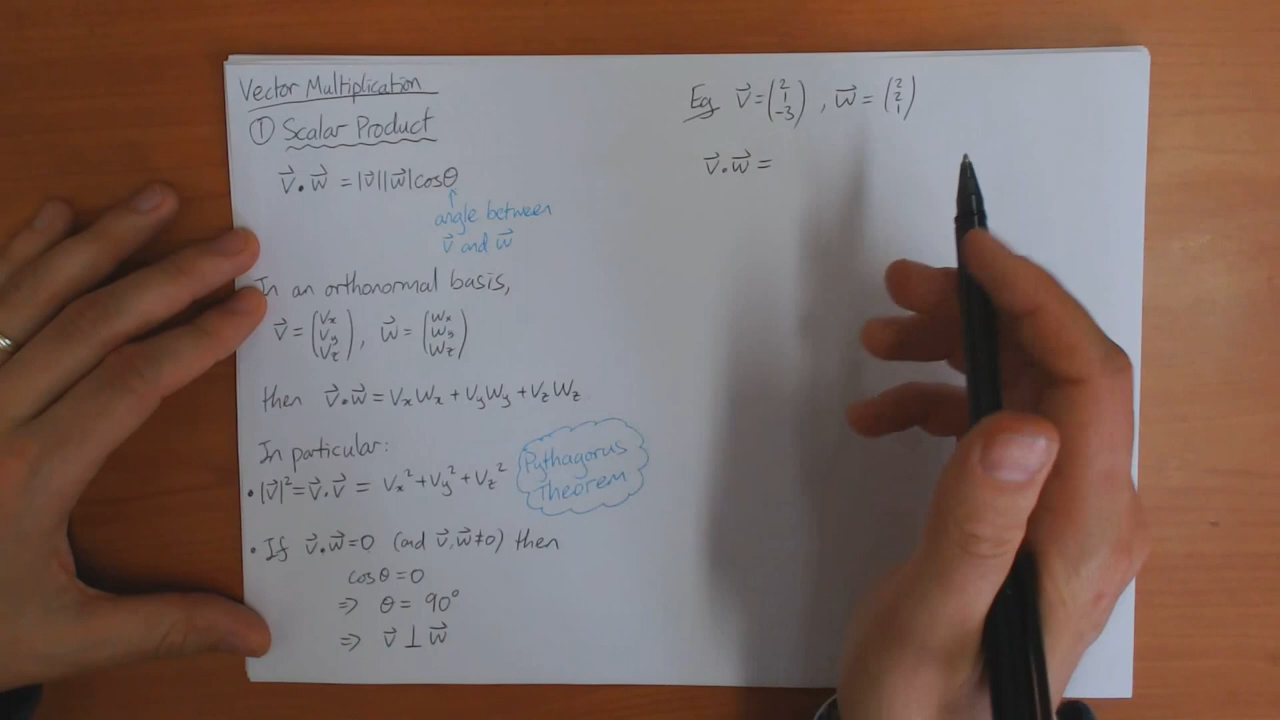 Vector Multiplication
① Scalar Product
v⃗ . w⃗ = |v⃗||w⃗|cosθ
↑
angle between
v⃗ and w⃗
In an orthonormal basis,
v⃗ = (Vx Vy Vz), w⃗ = (Wx Wy Wz)
then v⃗.w⃗ = VxWx + VyWy + VzWz
In particular:
• |v⃗|² = v⃗.v⃗ = Vx² + Vy² + Vz²
Pythagorus
Theorem
• If v⃗.w⃗ = 0 (and v⃗,w⃗ ≠ 0) then
cosθ = 0
⇒ θ = 90°
⇒ v⃗ ⊥ w⃗
Eg v⃗ = (2 1 -3), w⃗ = (2 2 1)
v⃗.w⃗ =